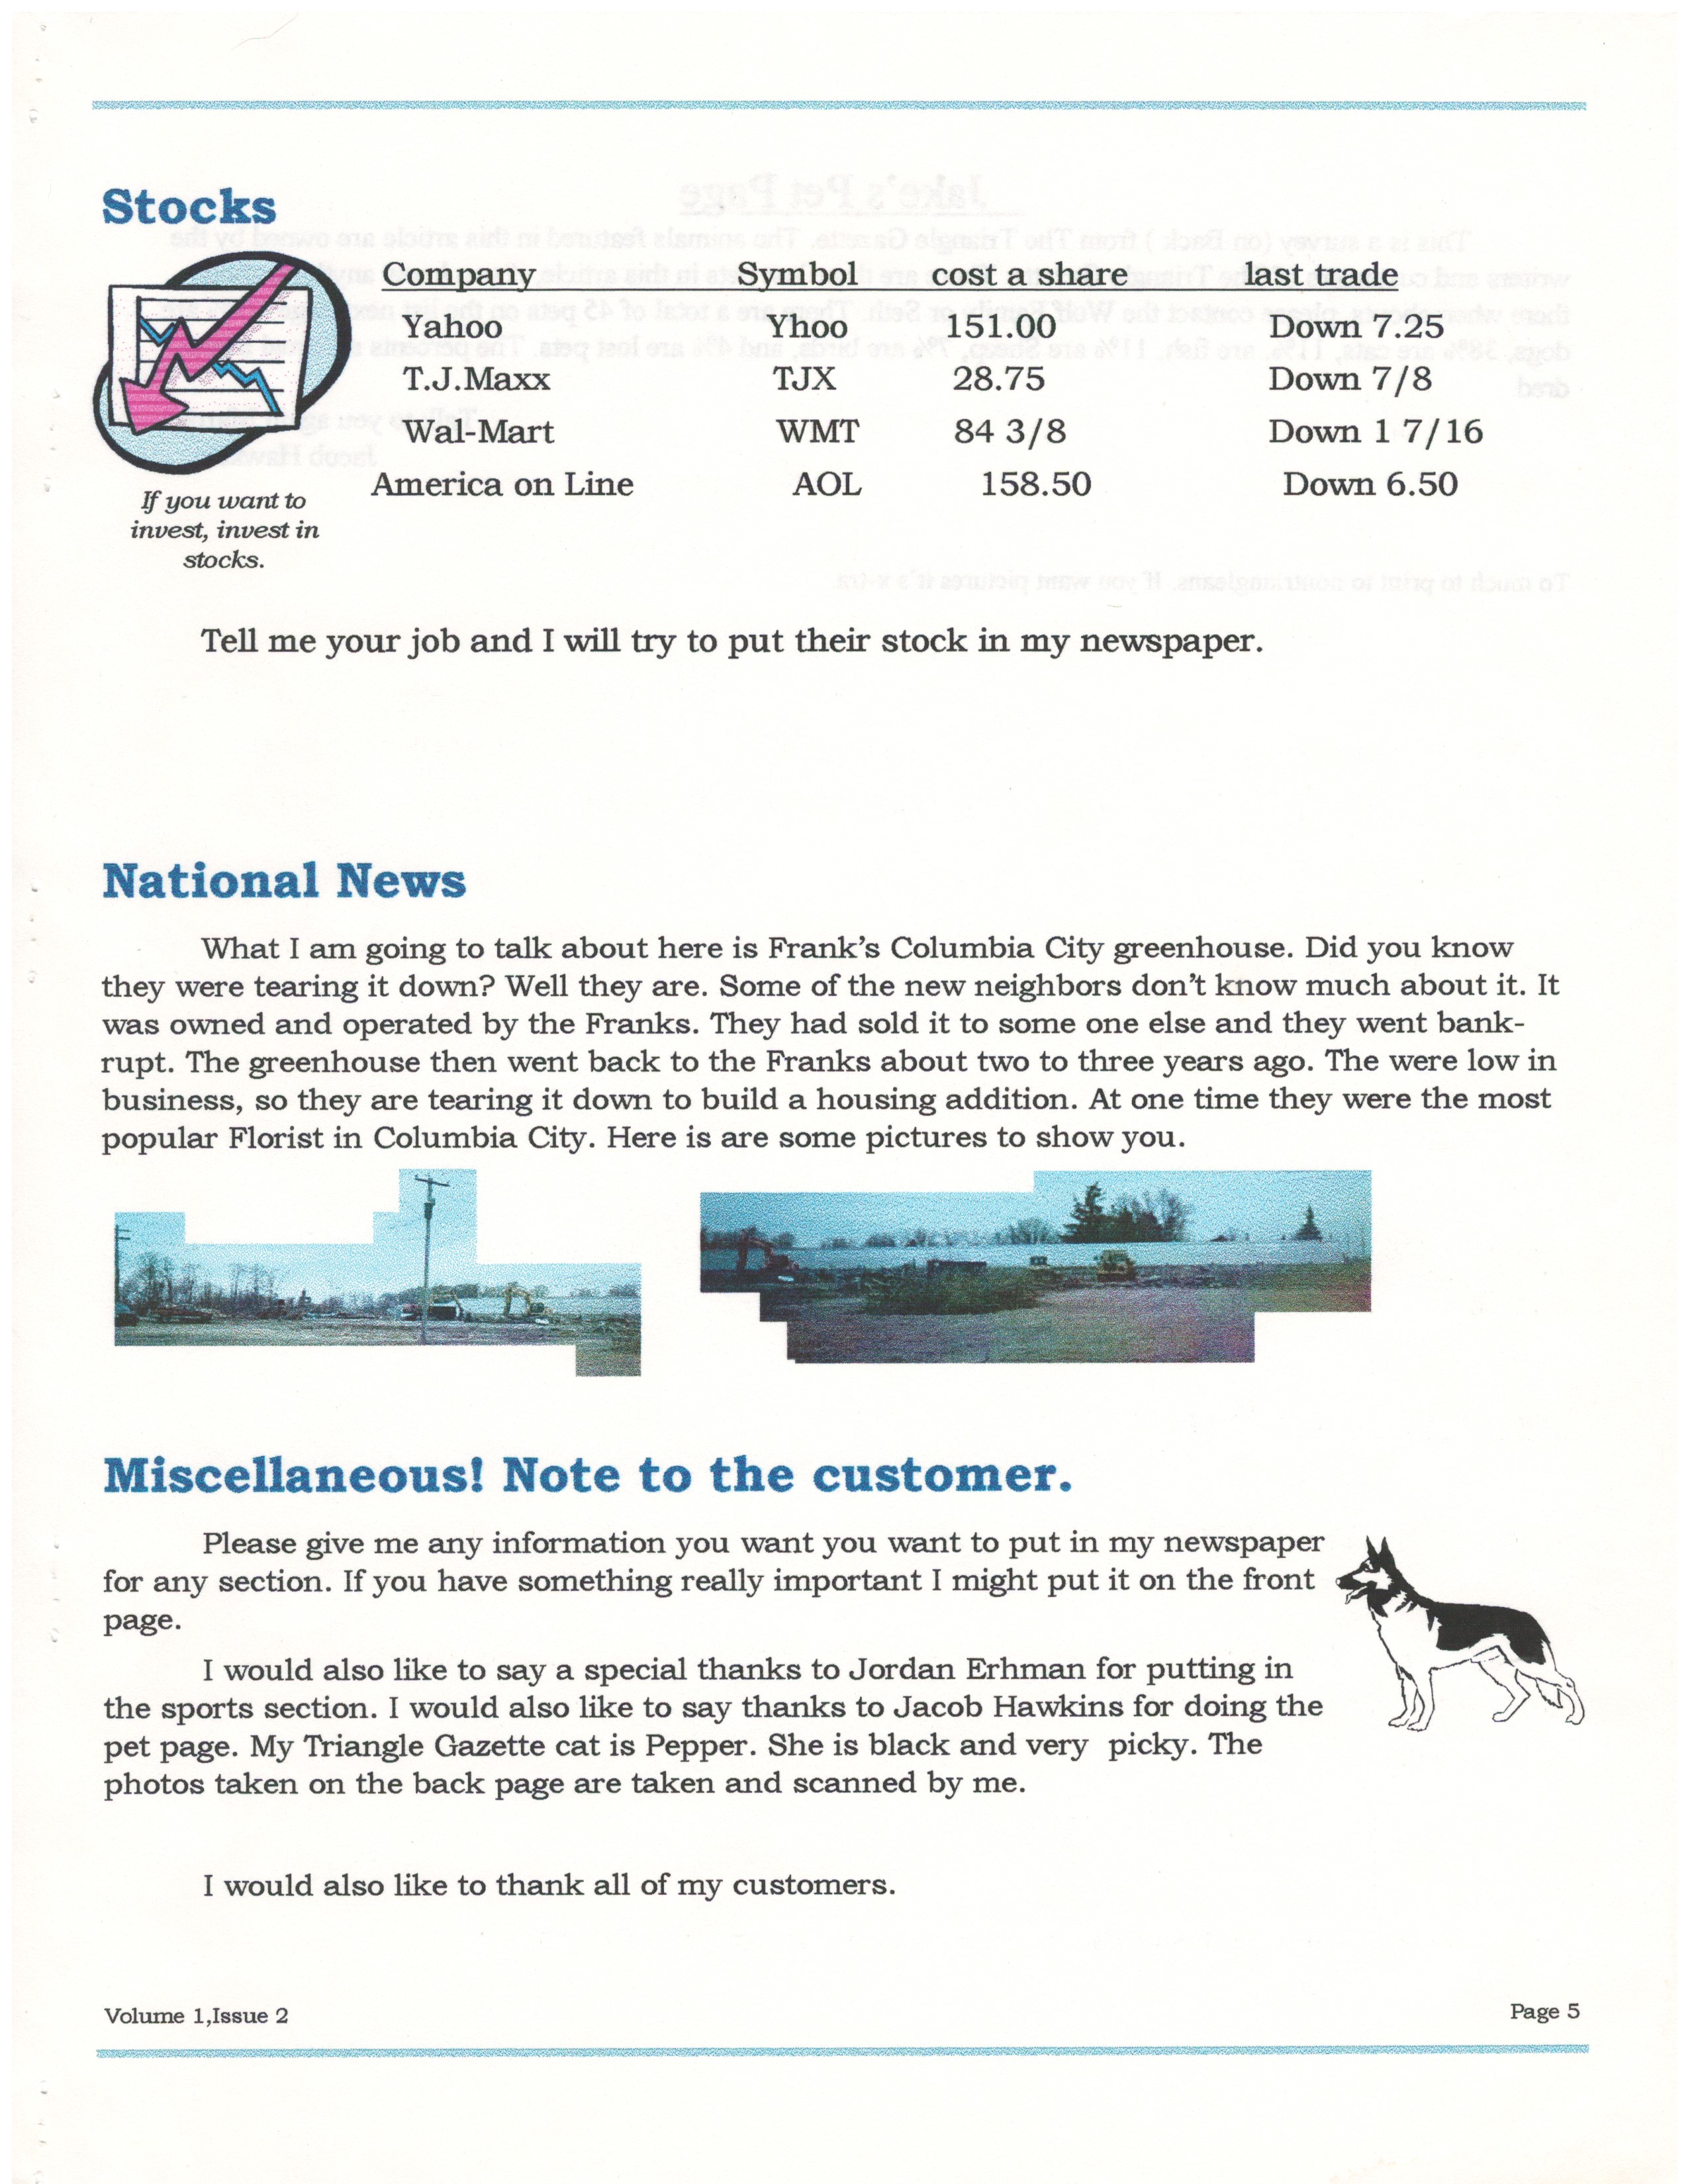 Stocks
Company Symbol cost a share last trade
Yahoo Yhoo 151.00 Down 7.25
T.J.Maxx TJX 28.75 Down 7/8
Wal-Mart WMT 84 3/8 Down 1 7/16
America on Line AOL 158.50 Down 6.50
If you want to
invest, invest in
stocks.
Tell me your job and I will try to put their stock in my newspaper.
National News
What I am going to talk about here is Frank's Columbia City greenhouse. Did you know
they were tearing it down? Well they are. Some of the new neighbors don't know much about it. It
was owned and operated by the Franks. They had sold it to some one else and they went bank-
rupt. The greenhouse then went back to the Franks about two to three years ago. The were low in
business, so they are tearing it down to build a housing addition. At one time they were the most
popular Florist in Columbia City. Here is are some pictures to show you.
Miscellaneous! Note to the customer.
Please give me any information you want you want to put in my newspaper
for any section. If you have something really important I might put it on the front
page.
I would also like to say a special thanks to Jordan Erhman for putting in
the sports section. I would also like to say thanks to Jacob Hawkins for doing the
pet page. My Triangle Gazette cat is Pepper. She is black and very picky. The
photos taken on the back page are taken and scanned by me.
I would also like to thank all of my customers.
Volume 1,Issue 2
Page 5